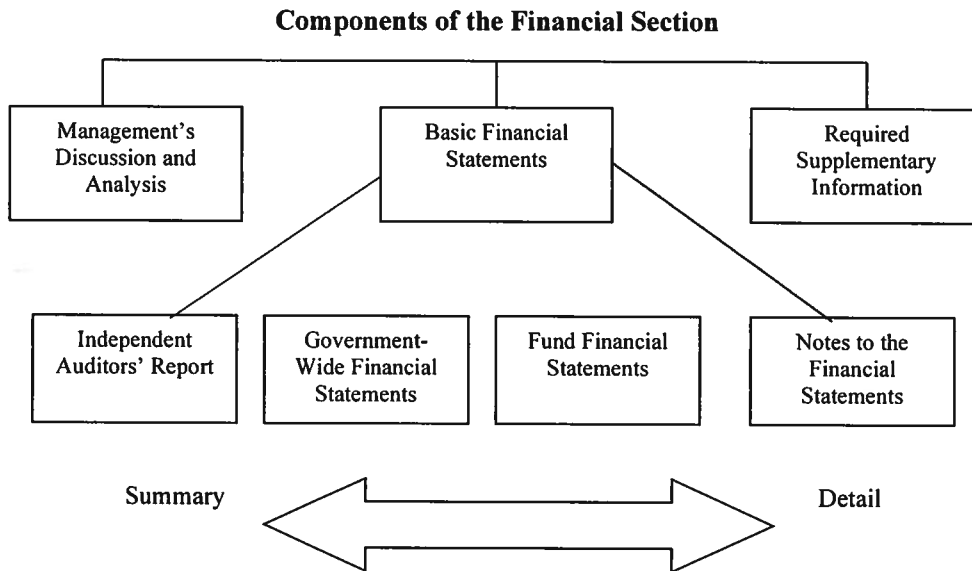 Components of the Financial Section
Management's
Discussion and
Analysis
Basic Financial
Statements
Required
Supplementary
Information
Independent
Auditors' Report
Government-
Wide Financial
Statements
Fund Financial
Statements
Notes to the
Financial
Statements
Summary
Detail